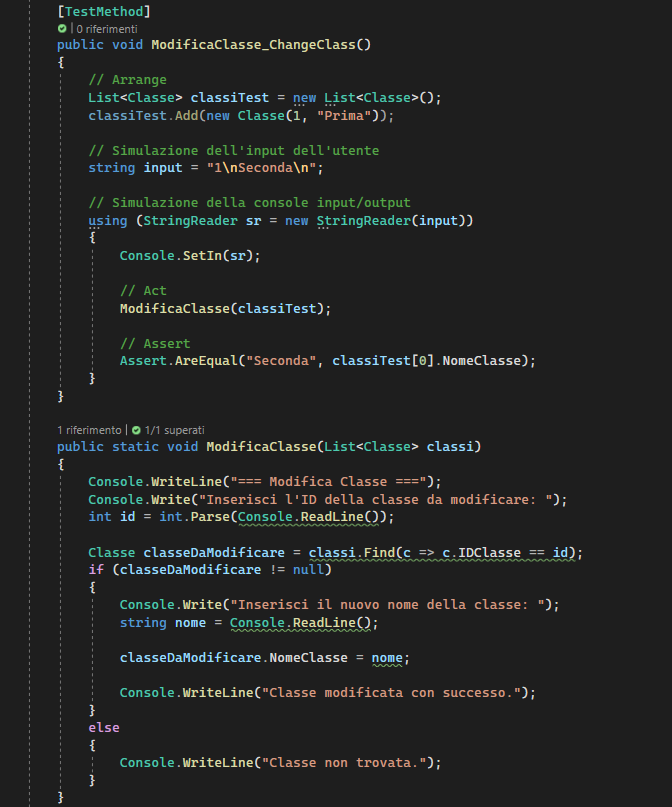 [TestMethod]
| 0 riferimenti
public void ModificaClasse_ChangeClass()
{
// Arrange
List<Classe> classiTest = new List<Classe>();
classiTest.Add(new Classe(1, "Prima"));
// Simulazione dell'input dell'utente
string input = "1\nSeconda\n";
// Simulazione della console input/output
using (StringReader sr = new StringReader(input))
{
Console.SetIn(sr);
// Act
ModificaClasse(classiTest);
// Assert
Assert.AreEqual("Seconda", classiTest[0].NomeClasse);
}
}
1 riferimento | 1/1 superati
public static void ModificaClasse(List<Classe> classi)
{
Console.WriteLine("=== Modifica Classe ===");
Console.Write("Inserisci l'ID della classe da modificare: ");
int id = int.Parse(Console.ReadLine());
Classe classeDaModificare = classi.Find(c => c.IDClasse == id);
if (classeDaModificare != null)
{
Console.Write("Inserisci il nuovo nome della classe: ");
string nome = Console.ReadLine();
classeDaModificare.NomeClasse = nome;
Console.WriteLine("Classe modificata con successo.");
}
else
{
Console.WriteLine("Classe non trovata.");
}
}